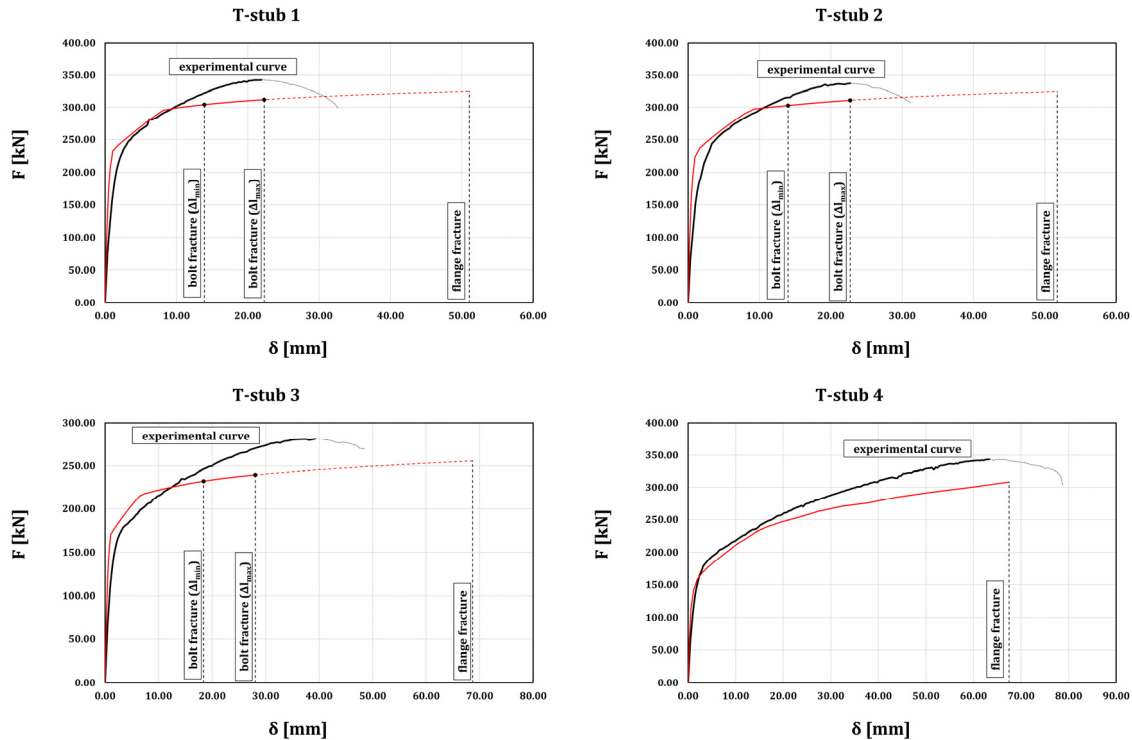 T-stub 1
400.00
350.00
300.00
250.00
200.00
150.00
100.00
50.00
0.00
F [kN]
experimental curve
bolt fracture (Δl_min)
bolt fracture (Δl_max)
flange fracture
0.00 10.00 20.00 30.00 40.00 50.00 60.00
δ [mm]
T-stub 2
400.00
350.00
300.00
250.00
200.00
150.00
100.00
50.00
0.00
F [kN]
experimental curve
bolt fracture (Δl_min)
bolt fracture (Δl_max)
flange fracture
0.00 10.00 20.00 30.00 40.00 50.00 60.00
δ [mm]
T-stub 3
300.00
250.00
200.00
150.00
100.00
50.00
0.00
F [kN]
experimental curve
bolt fracture (Δl_min)
bolt fracture (Δl_max)
flange fracture
0.00 10.00 20.00 30.00 40.00 50.00 60.00 70.00 80.00
δ [mm]
T-stub 4
400.00
350.00
300.00
250.00
200.00
150.00
100.00
50.00
0.00
F [kN]
experimental curve
flange fracture
0.00 10.00 20.00 30.00 40.00 50.00 60.00 70.00 80.00 90.00
δ [mm]